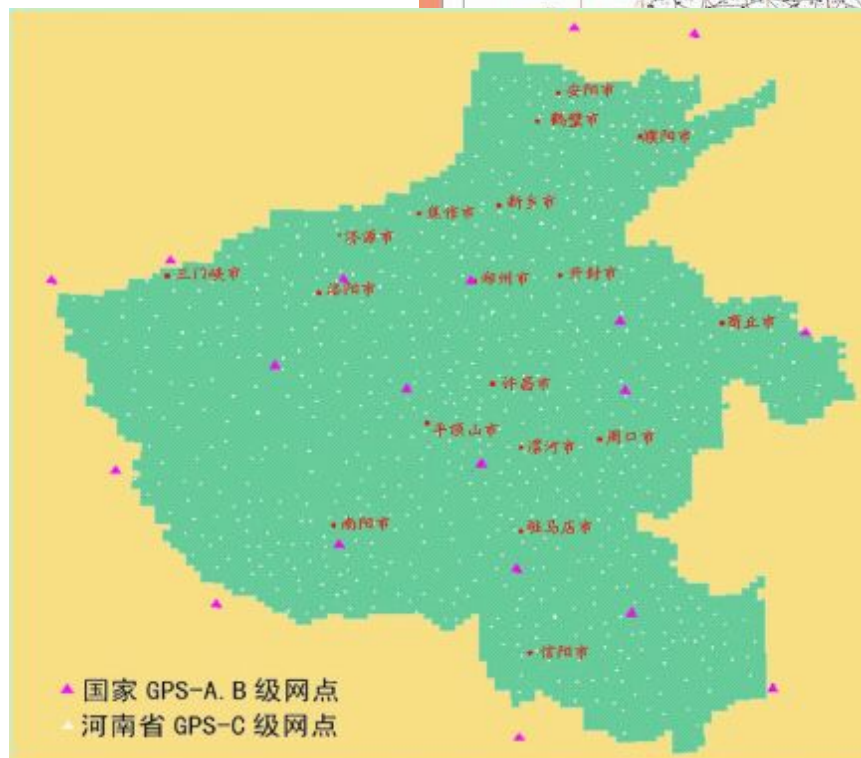 安阳市
鹤壁市
濮阳市
新乡市
焦作市
济源市
三门峡市
郑州市
开封市
洛阳市
商丘市
许昌市
平顶山市
周口市
漯河市
南阳市
驻马店市
信阳市
国家 GPS-A.B 级网点
河南省 GPS-C 级网点